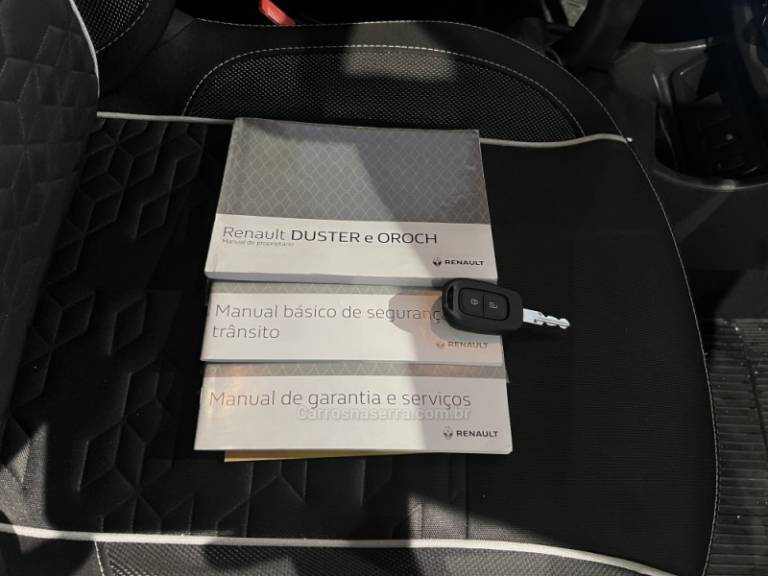 Renault DUSTER e OROCH
Manual do proprietário
RENAULT
Manual básico de seguranç
trânsito
RENAULT
Manual de garantia e serviços
Carrosnaserra.com.br
RENAULT